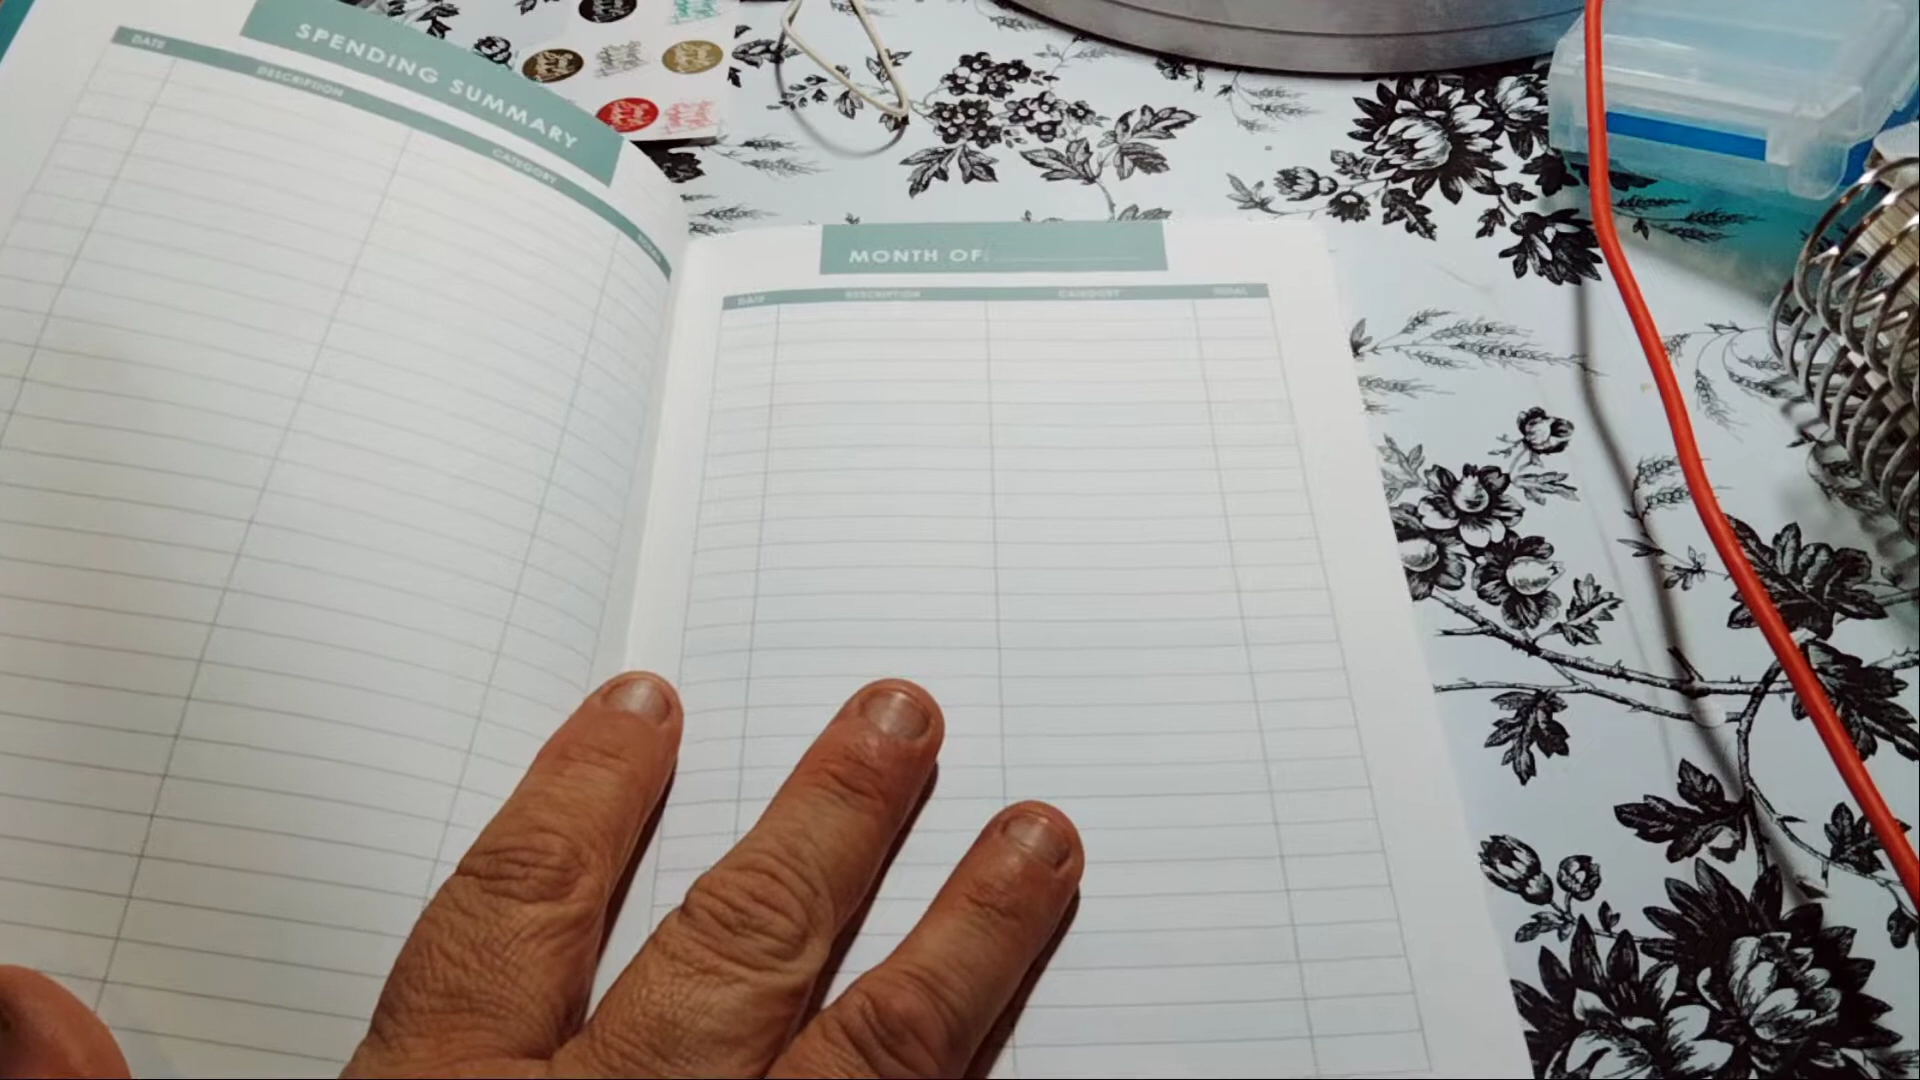 SPENDING SUMMARY
DATE DESCRIPTION CATEGORY
MONTH OF:
DATE DESCRIPTION CATEGORY TOTAL